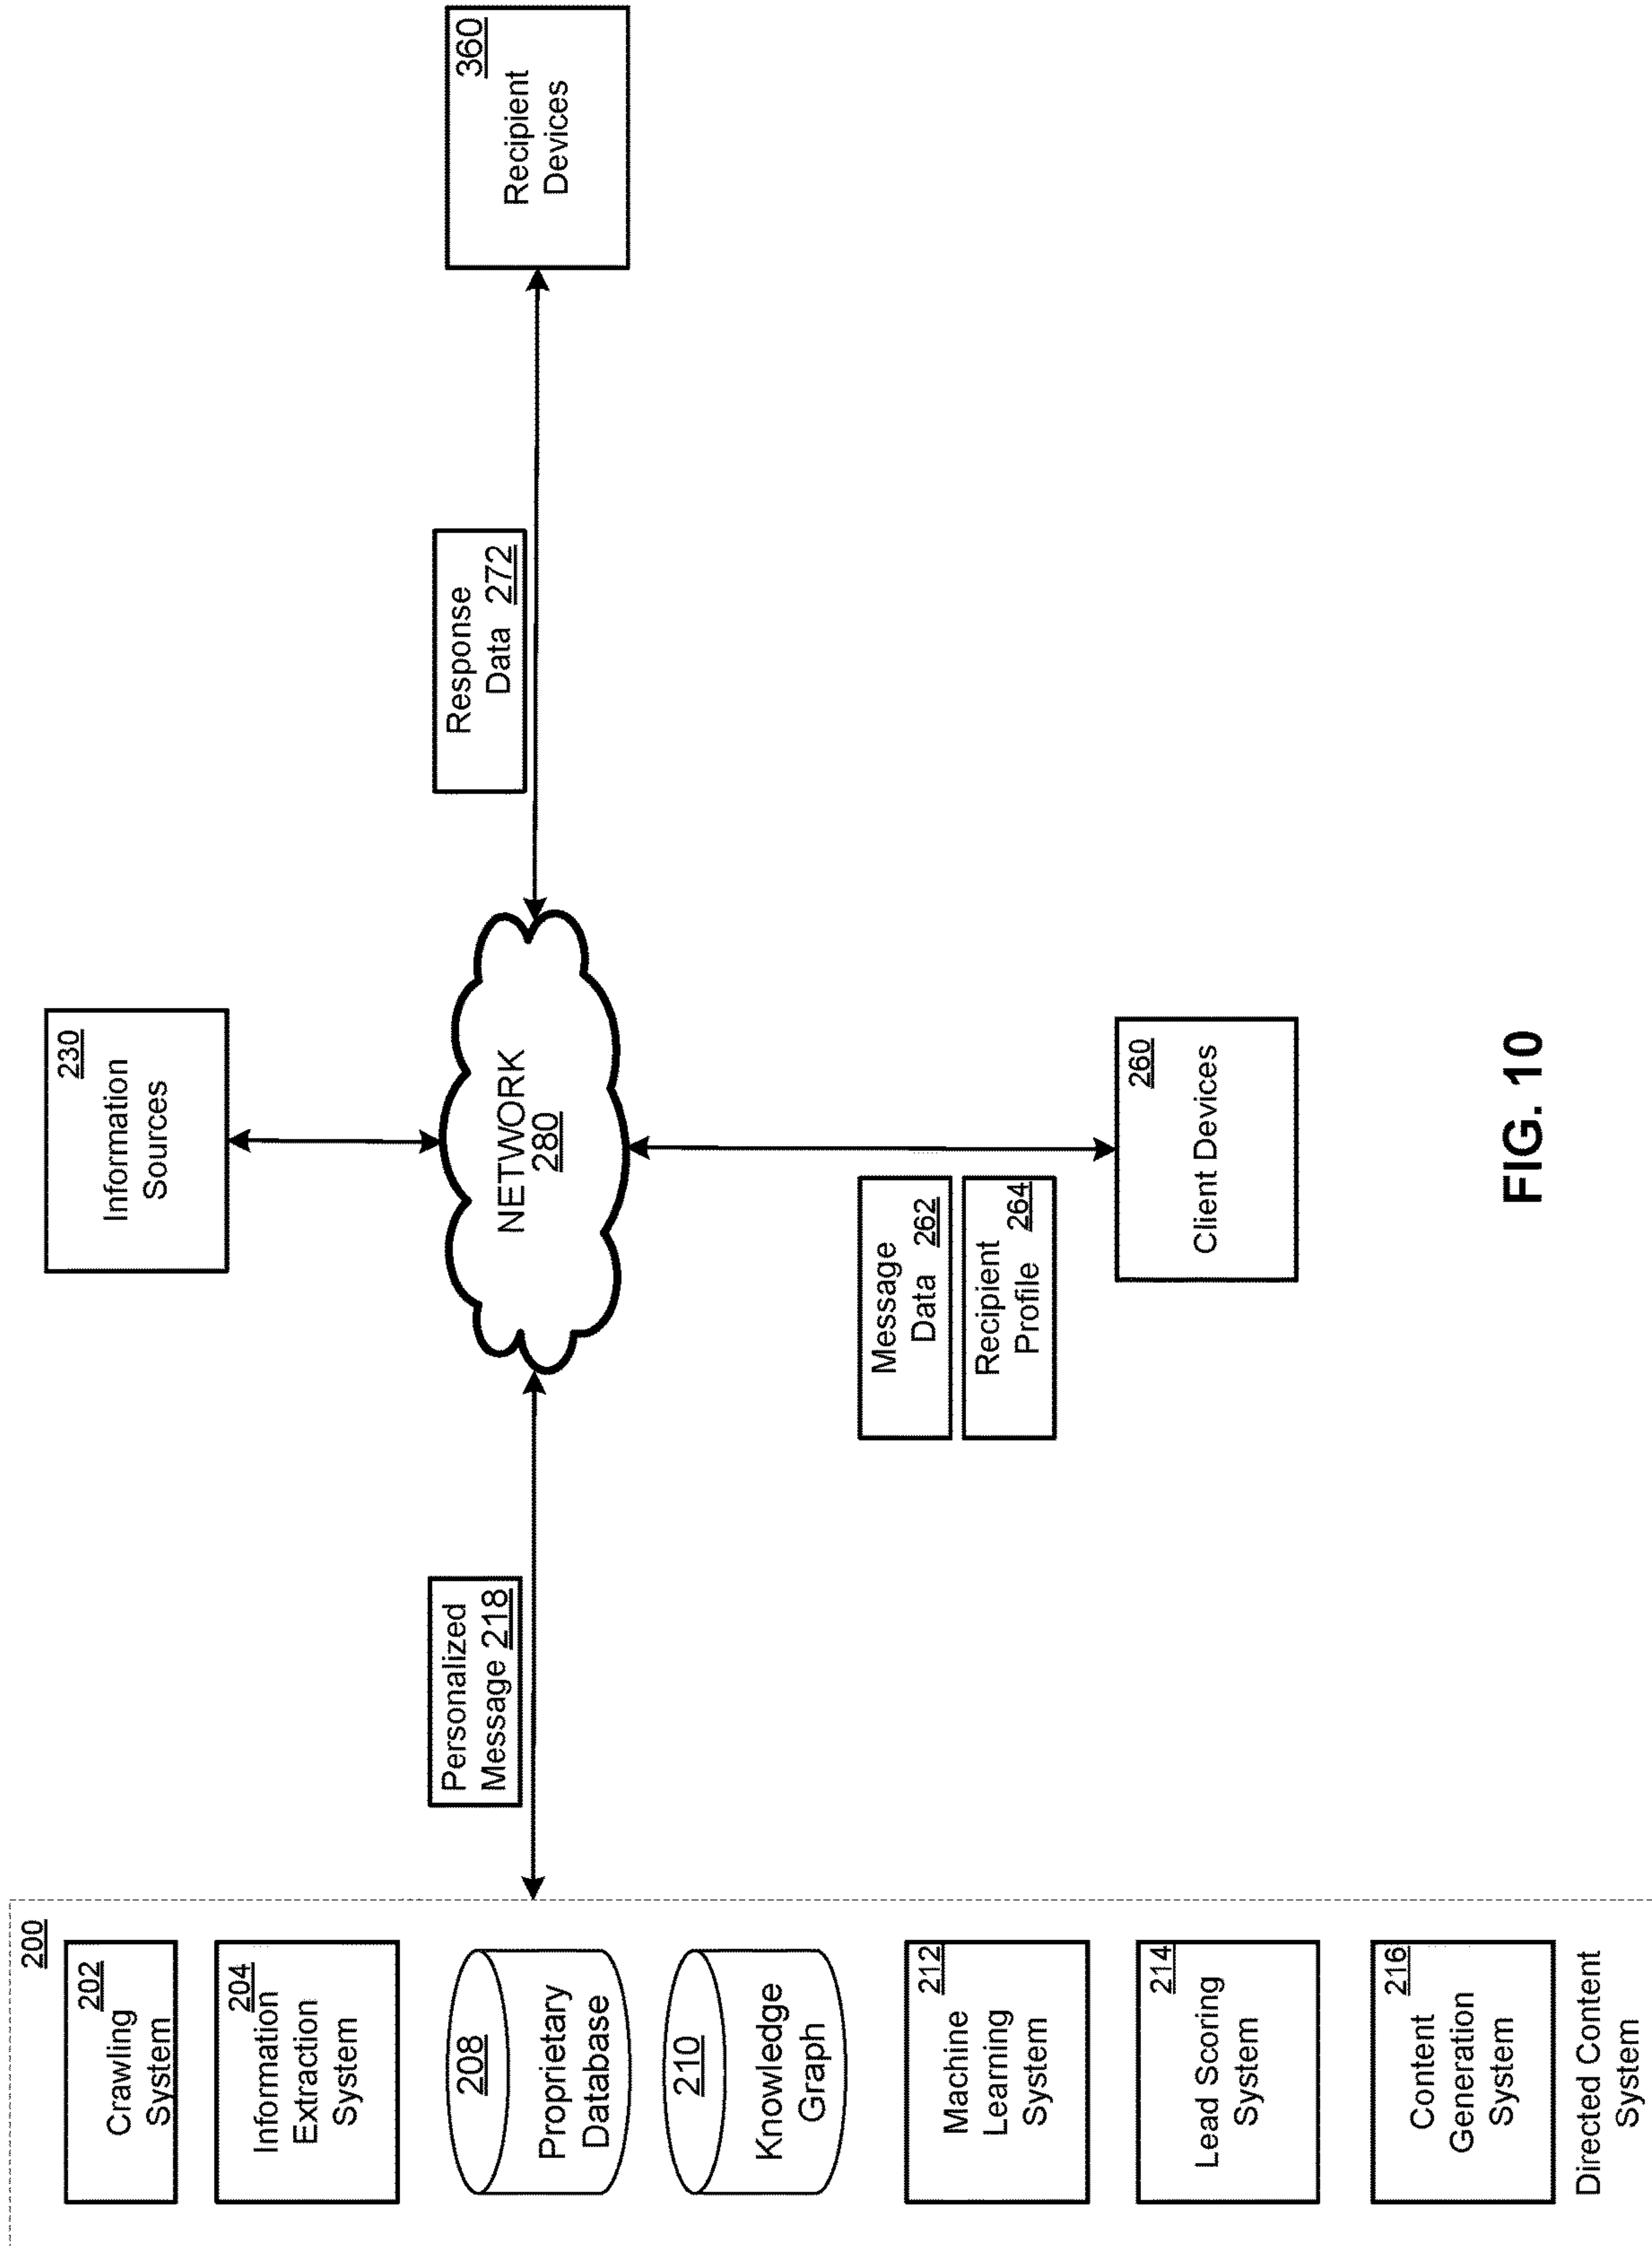 200
202
Crawling
System
204
Information
Extraction
System
208
Proprietary
Database
210
Knowledge
Graph
212
Machine
Learning
System
214
Lead Scoring
System
216
Content
Generation
System
Directed Content
System
Personalized
Message 218
230
Information
Sources
NETWORK
280
Message
Data 262
Recipient
Profile 264
260
Client Devices
Response
Data 272
360
Recipient
Devices
FIG. 10